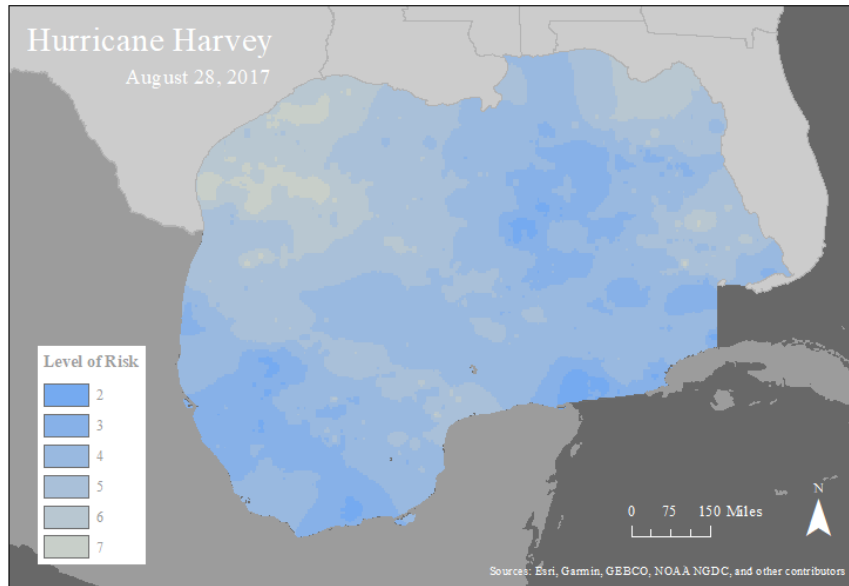 Hurricane Harvey
August 28, 2017
Level of Risk
2
3
4
5
6
7
N
0 75 150 Miles
Sources: Esri, Garmin, GEBCO, NOAA NGDC, and other contributors